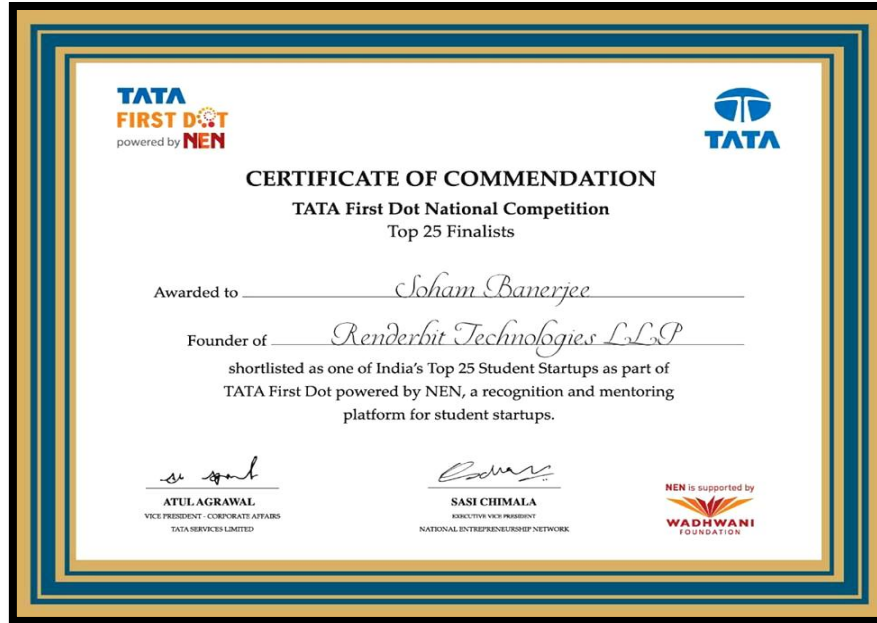 TATA
FIRST DOT
powered by NEN
TATA
CERTIFICATE OF COMMENDATION
TATA First Dot National Competition
Top 25 Finalists
Awarded to Soham Banerjee
Founder of Renderbit Technologies LLP
shortlisted as one of India's Top 25 Student Startups as part of
TATA First Dot powered by NEN, a recognition and mentoring
platform for student startups.
ATUL AGRAWAL
VICE PRESIDENT - CORPORATE AFFAIRS
TATA SERVICES LIMITED
SASI CHIMALA
EXECUTIVE VICE PRESIDENT
NATIONAL ENTREPRENEURSHIP NETWORK
NEN is supported by
WADHWANI
FOUNDATION